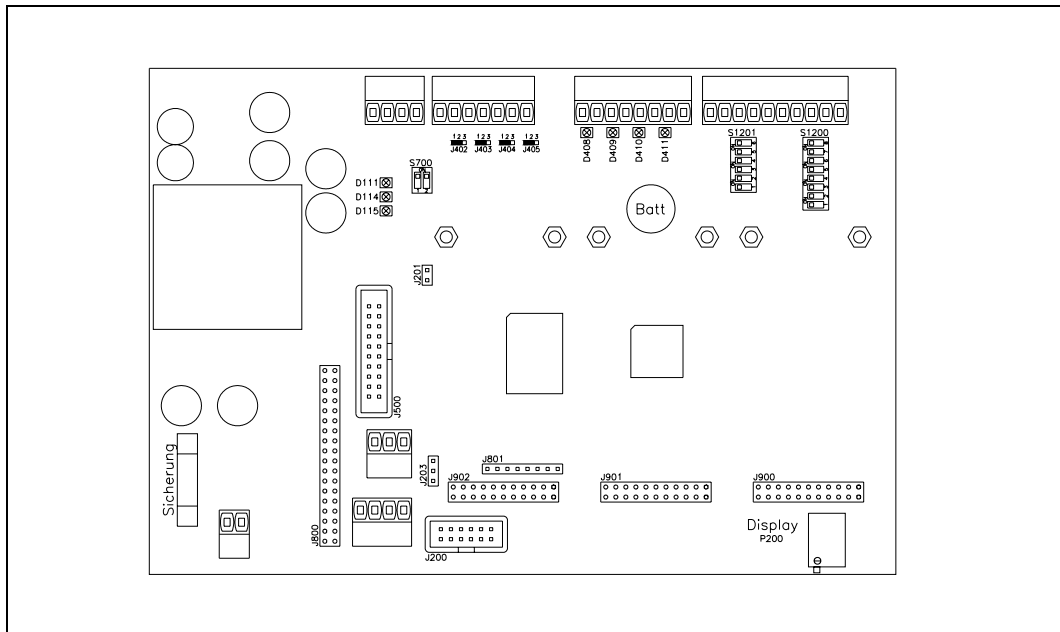 1 2 3 1 2 3 1 2 3 1 2 3
J402 J403 J404 J405
D408 D409 D410 D411
S1201 S1200
S700
D111
D114
D115
Batt
J201
J500
J801
J203
J902 J901 J900
Sicherung
J800
J200
Display
P200